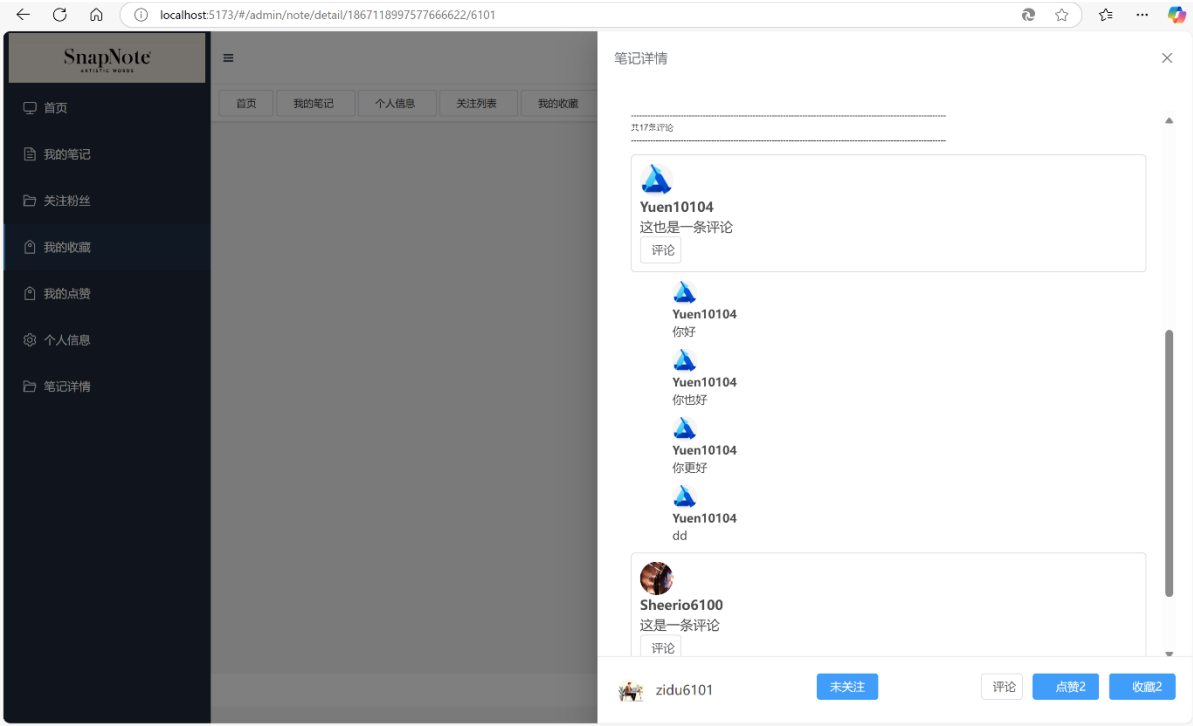 localhost:5173/#/admin/note/detail/1867118997577666622/6101
SnapNote
ARTISTIC WORDS
首页
我的笔记
关注粉丝
我的收藏
我的点赞
个人信息
笔记详情
首页
我的笔记
个人信息
关注列表
我的收藏
笔记详情
共17条评论
Yuen10104
这也是一条评论
评论
Yuen10104
你好
Yuen10104
你也好
Yuen10104
你更好
Yuen10104
dd
Sheerio6100
这是一条评论
评论
zidu6101
未关注
评论
点赞2
收藏2